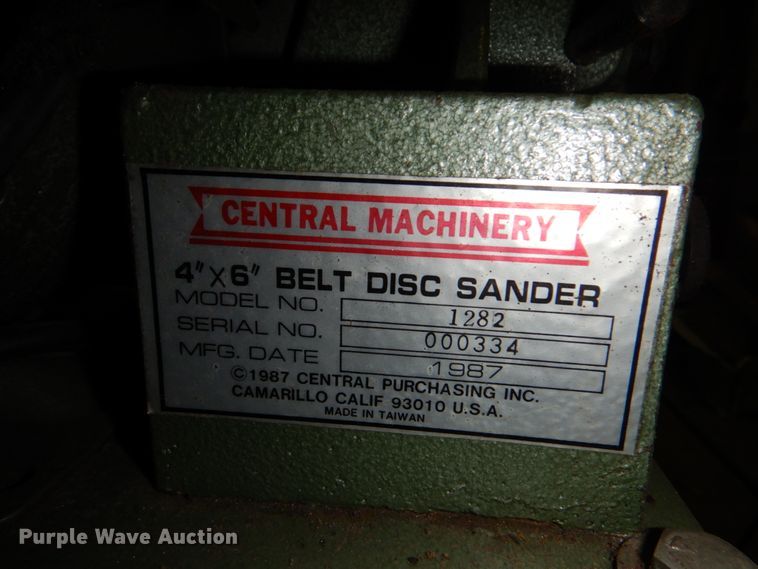 CENTRAL MACHINERY
4"X6" BELT DISC SANDER
MODEL NO. 1282
SERIAL NO. 000334
MFG. DATE 1987
©1987 CENTRAL PURCHASING INC.
CAMARILLO CALIF 93010 U.S.A.
MADE IN TAIWAN
Purple Wave Auction